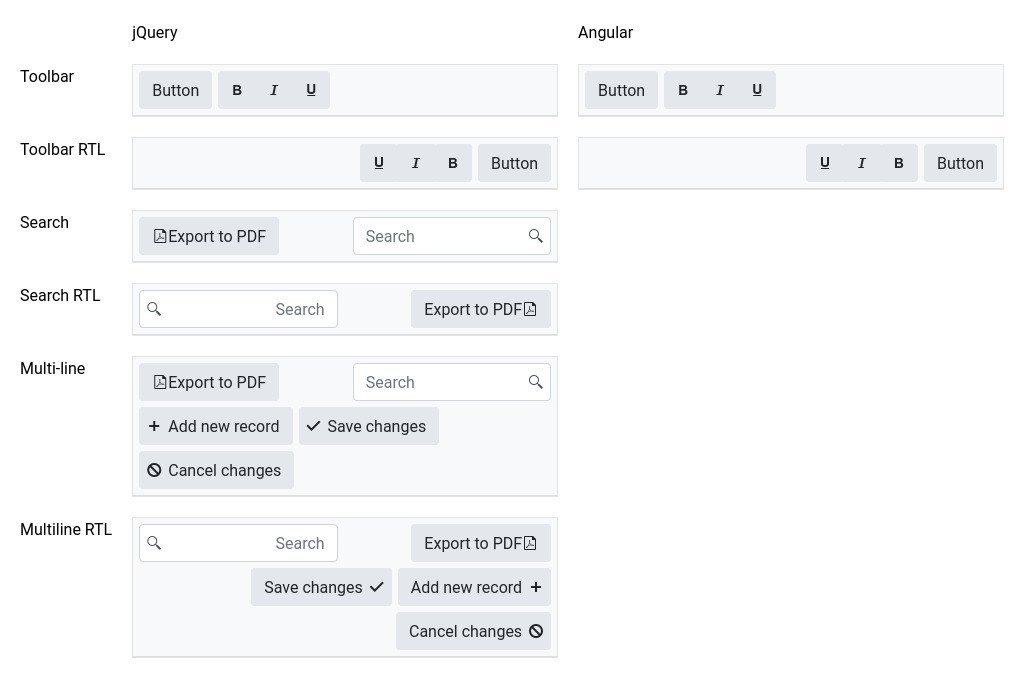 jQuery Angular
Toolbar Button B I U Button B I U
Toolbar RTL U I B Button U I B Button
Search Export to PDF Search
Search RTL Search Export to PDF
Multi-line Export to PDF Search
Add new record Save changes
Cancel changes
Multiline RTL Search Export to PDF
Save changes Add new record
Cancel changes